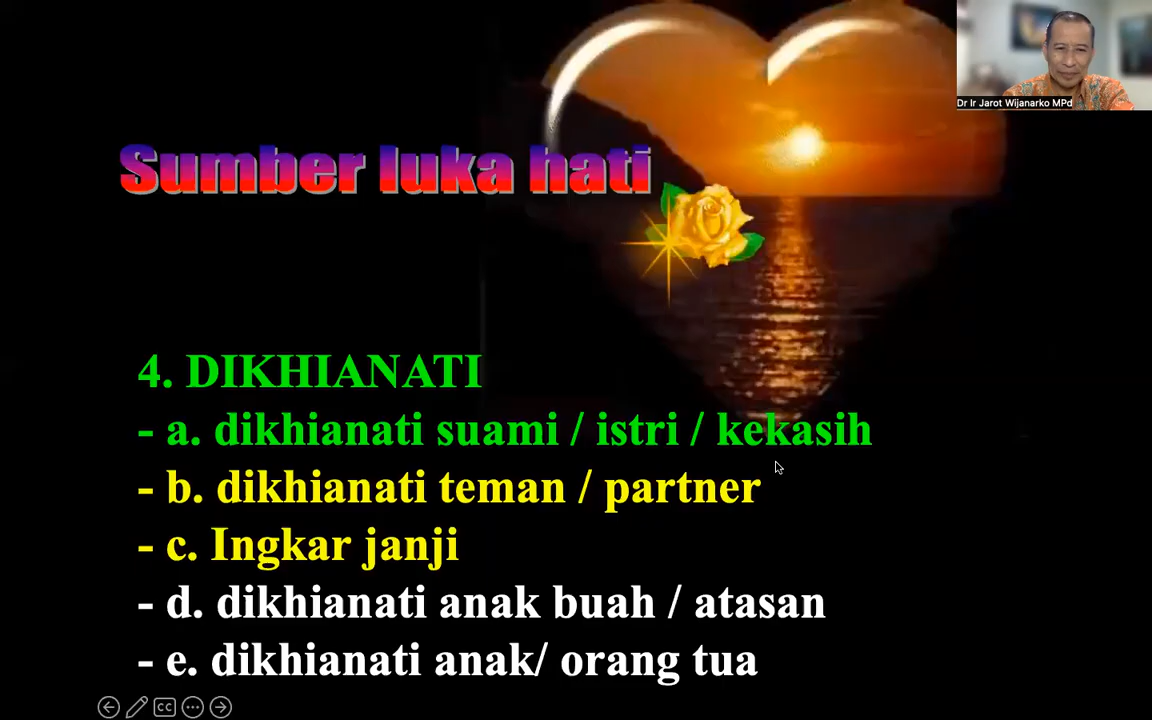 Dr Ir Jarot Wijanarko MPd
Sumber luka hati
4. DIKHIANATI
- a. dikhianati suami / istri / kekasih
- b. dikhianati teman / partner
- c. Ingkar janji
- d. dikhianati anak buah / atasan
- e. dikhianati anak/ orang tua
CC